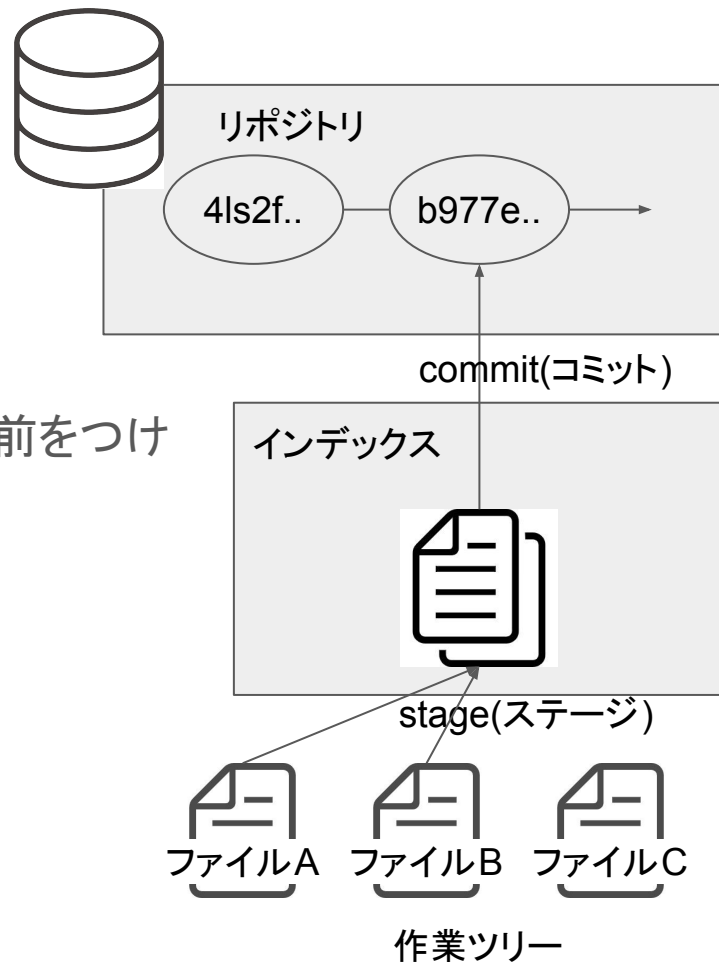 リポジトリ
4ls2f..
b977e..
commit(コミット)
前をつけ
インデックス
stage(ステージ)
ファイルA
ファイルB
ファイルC
作業ツリー